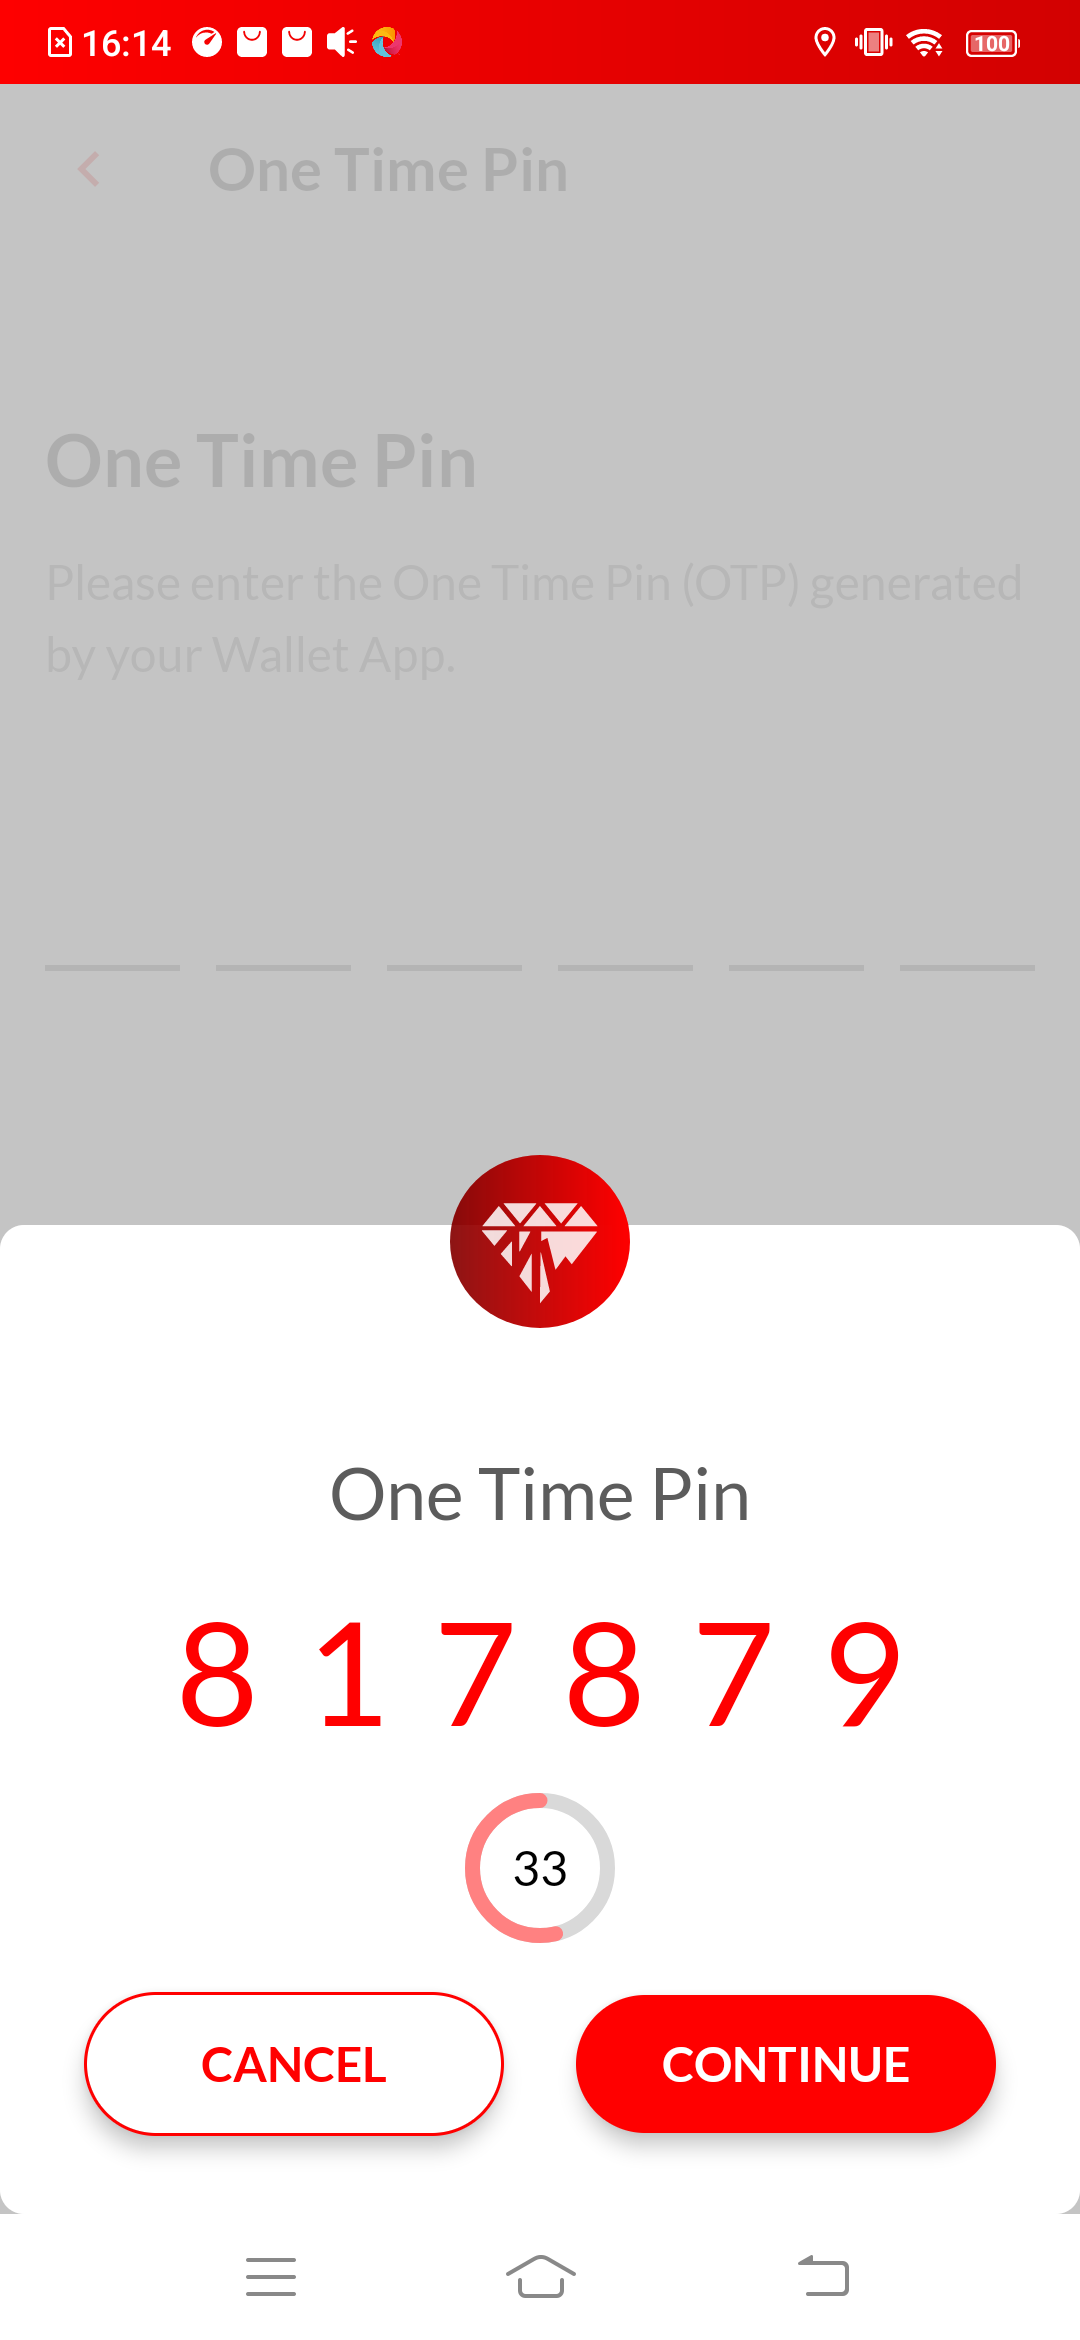 16:14
100
One Time Pin
One Time Pin
Please enter the One Time Pin (OTP) generated
by your Wallet App.
One Time Pin
8 1 7 8 7 9
33
CANCEL CONTINUE